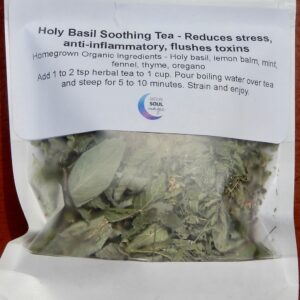 Holy Basil Soothing Tea - Reduces stress,
anti-inflammatory, flushes toxins
Homegrown Organic Ingredients - Holy basil, lemon balm, mint,
fennel, thyme, oregano
Add 1 to 2 tsp herbal tea to 1 cup. Pour boiling water over tea
and steep for 5 to 10 minutes. Strain and enjoy.
SOUL